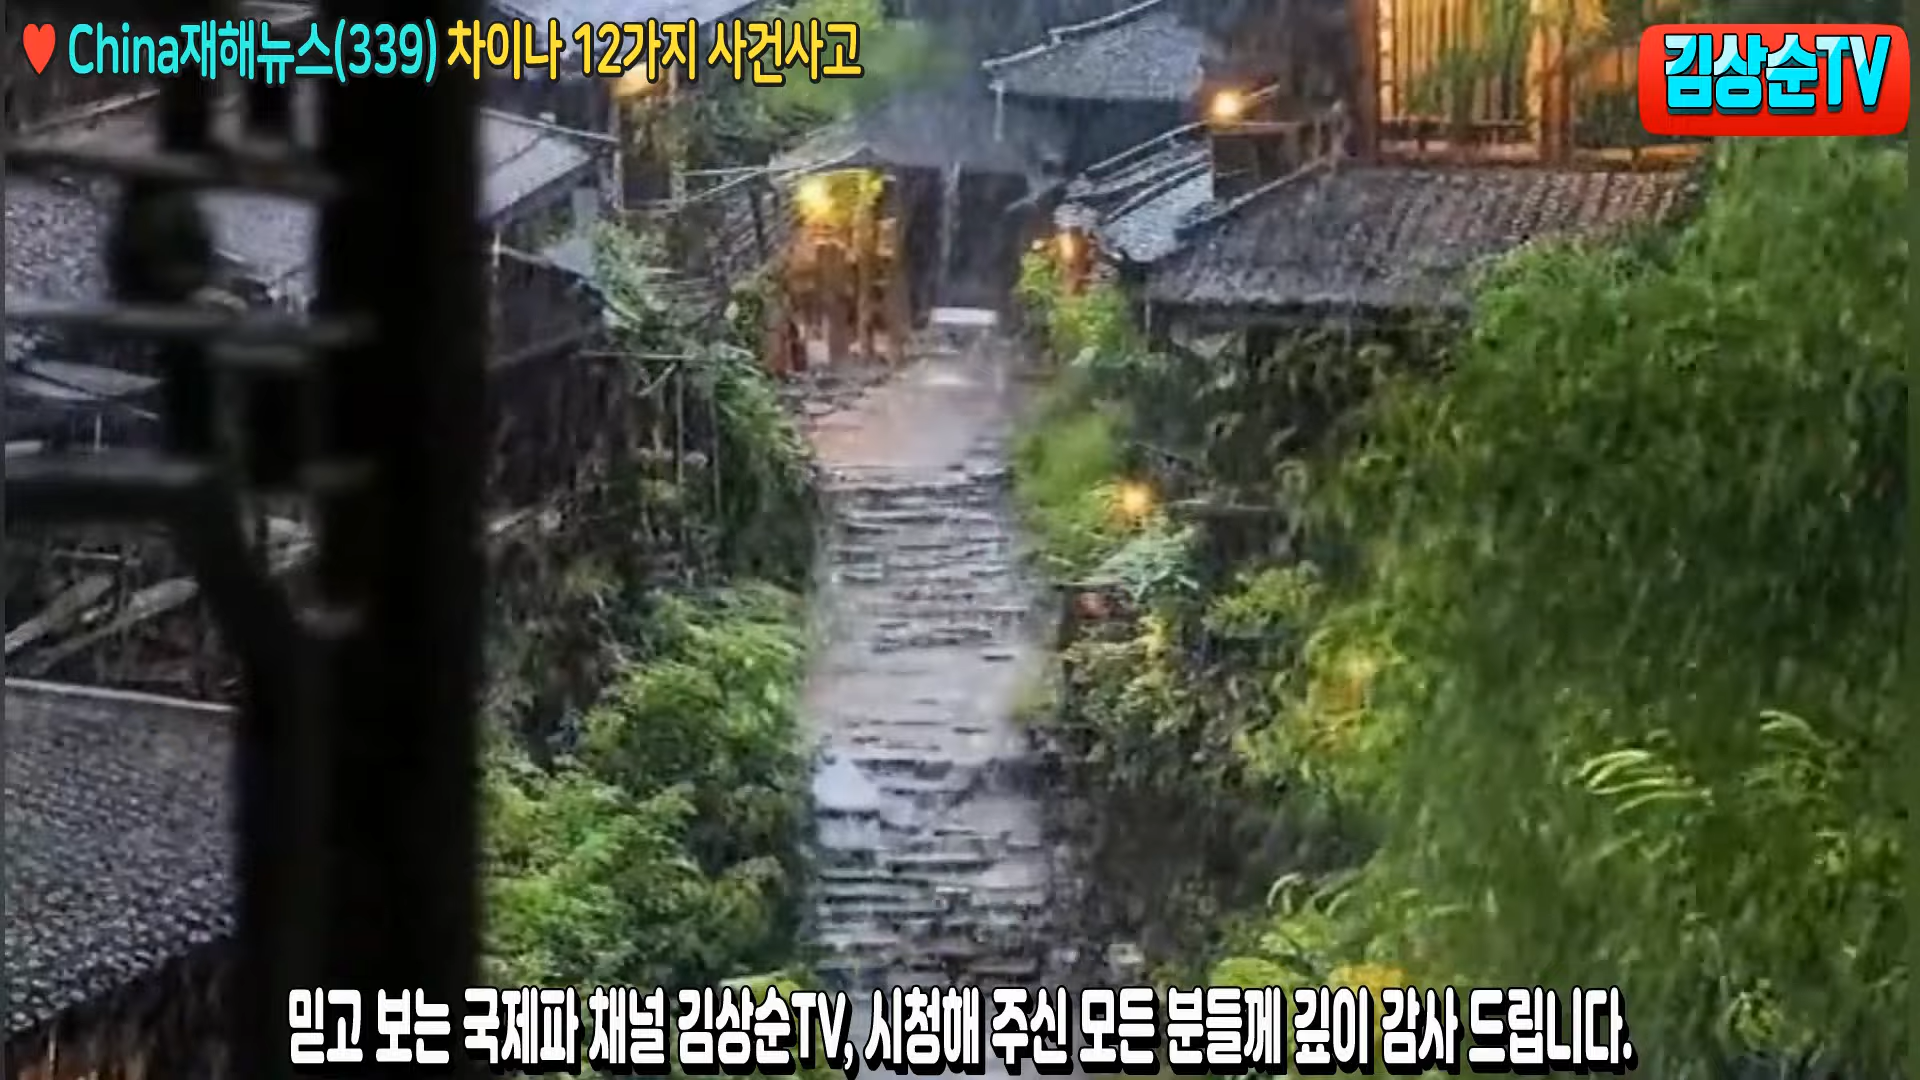 ♥ China재해뉴스(339) 차이나 12가지 사건사고
김상순TV
믿고 보는 국제파 채널 김상순TV, 시청해 주신 모든 분들께 깊이 감사 드립니다.